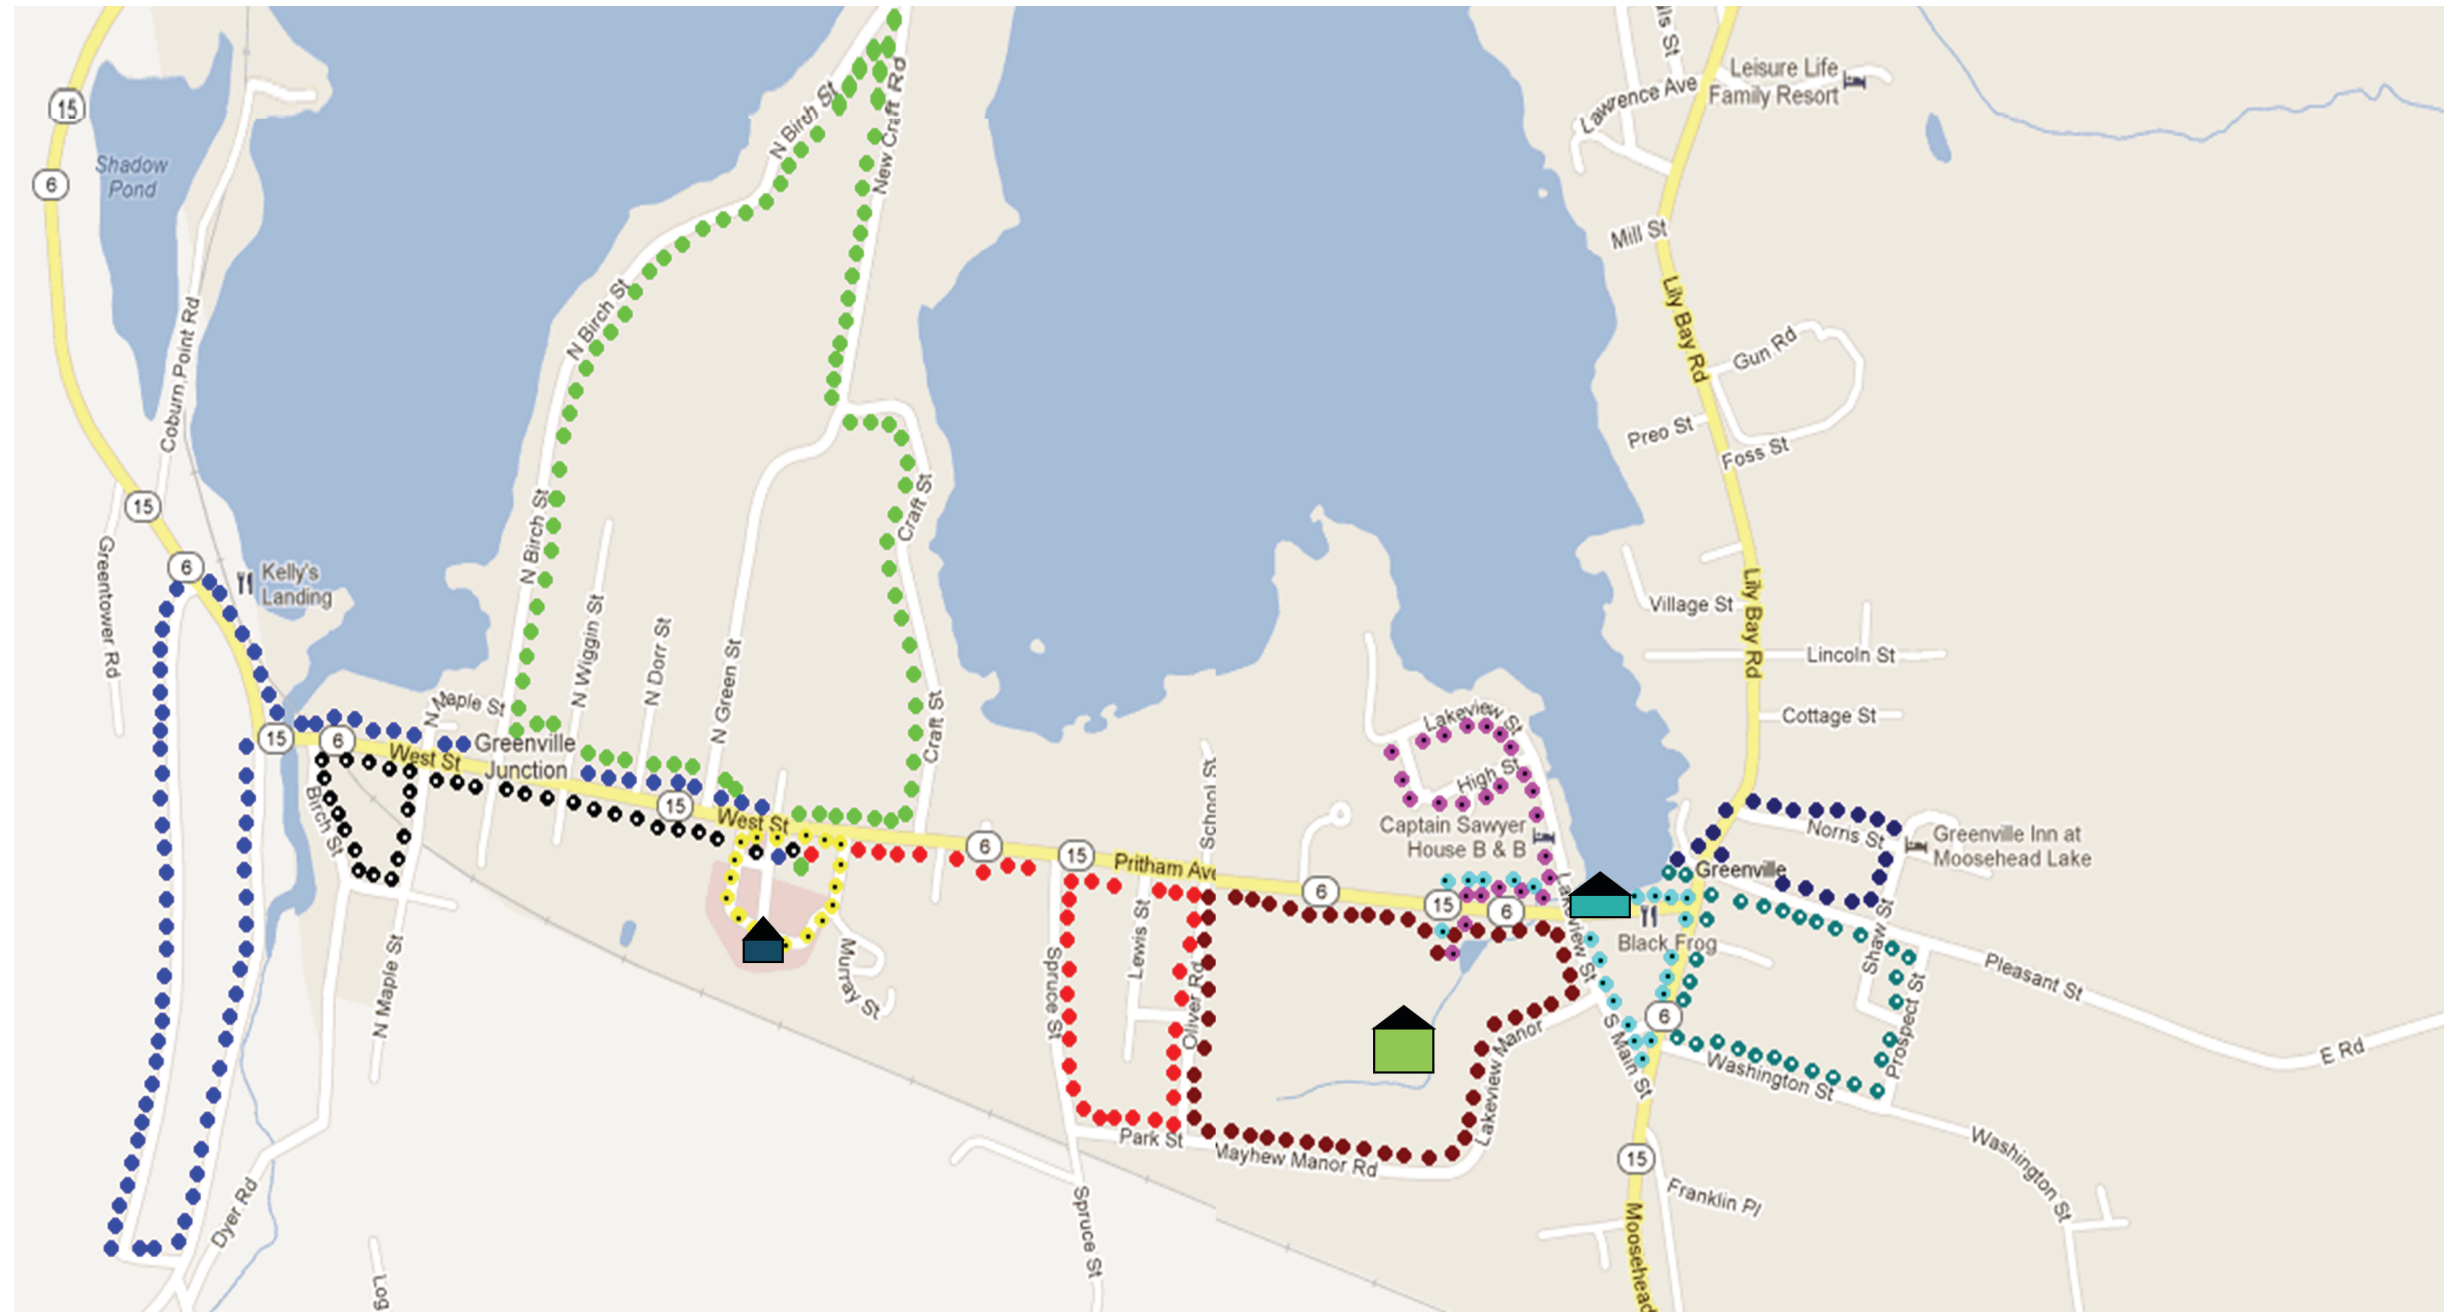 15
6
Shadow
Pond
Coburn Point Rd
15
Greentower Rd
6
Kelly's
Landing
15
6
N Birch St
New Craft Rd
N Birch St
N Birch St
N Wiggin St
N Dorr St
N Green St
Craft St
Craft St
N Maple St
Greenville
Junction
West St
15
West St
Birch St
N Maple St
Dyer Rd
Log
Murray St
6
15
Pritham Ave
School St
Spruce St
Lewis St
Oliver Rd
Park St
Mayhew Manor Rd
Spruce St
6
15
6
Lakeview St
High St
Captain Sawyer
House B & B
Lakeview St
Lakeview Manor
Black Frog
Greenville
S Main St
6
15
Moosehead
Franklin Pl
Washington St
Washington St
Prospect St
Shaw St
Pleasant St
E Rd
Norris St
Greenville Inn at
Moosehead Lake
Cottage St
Lincoln St
Village St
Lily Bay Rd
Foss St
Preo St
Gun Rd
Lily Bay Rd
Mill St
Lawrence Ave
Leisure Life
Family Resort